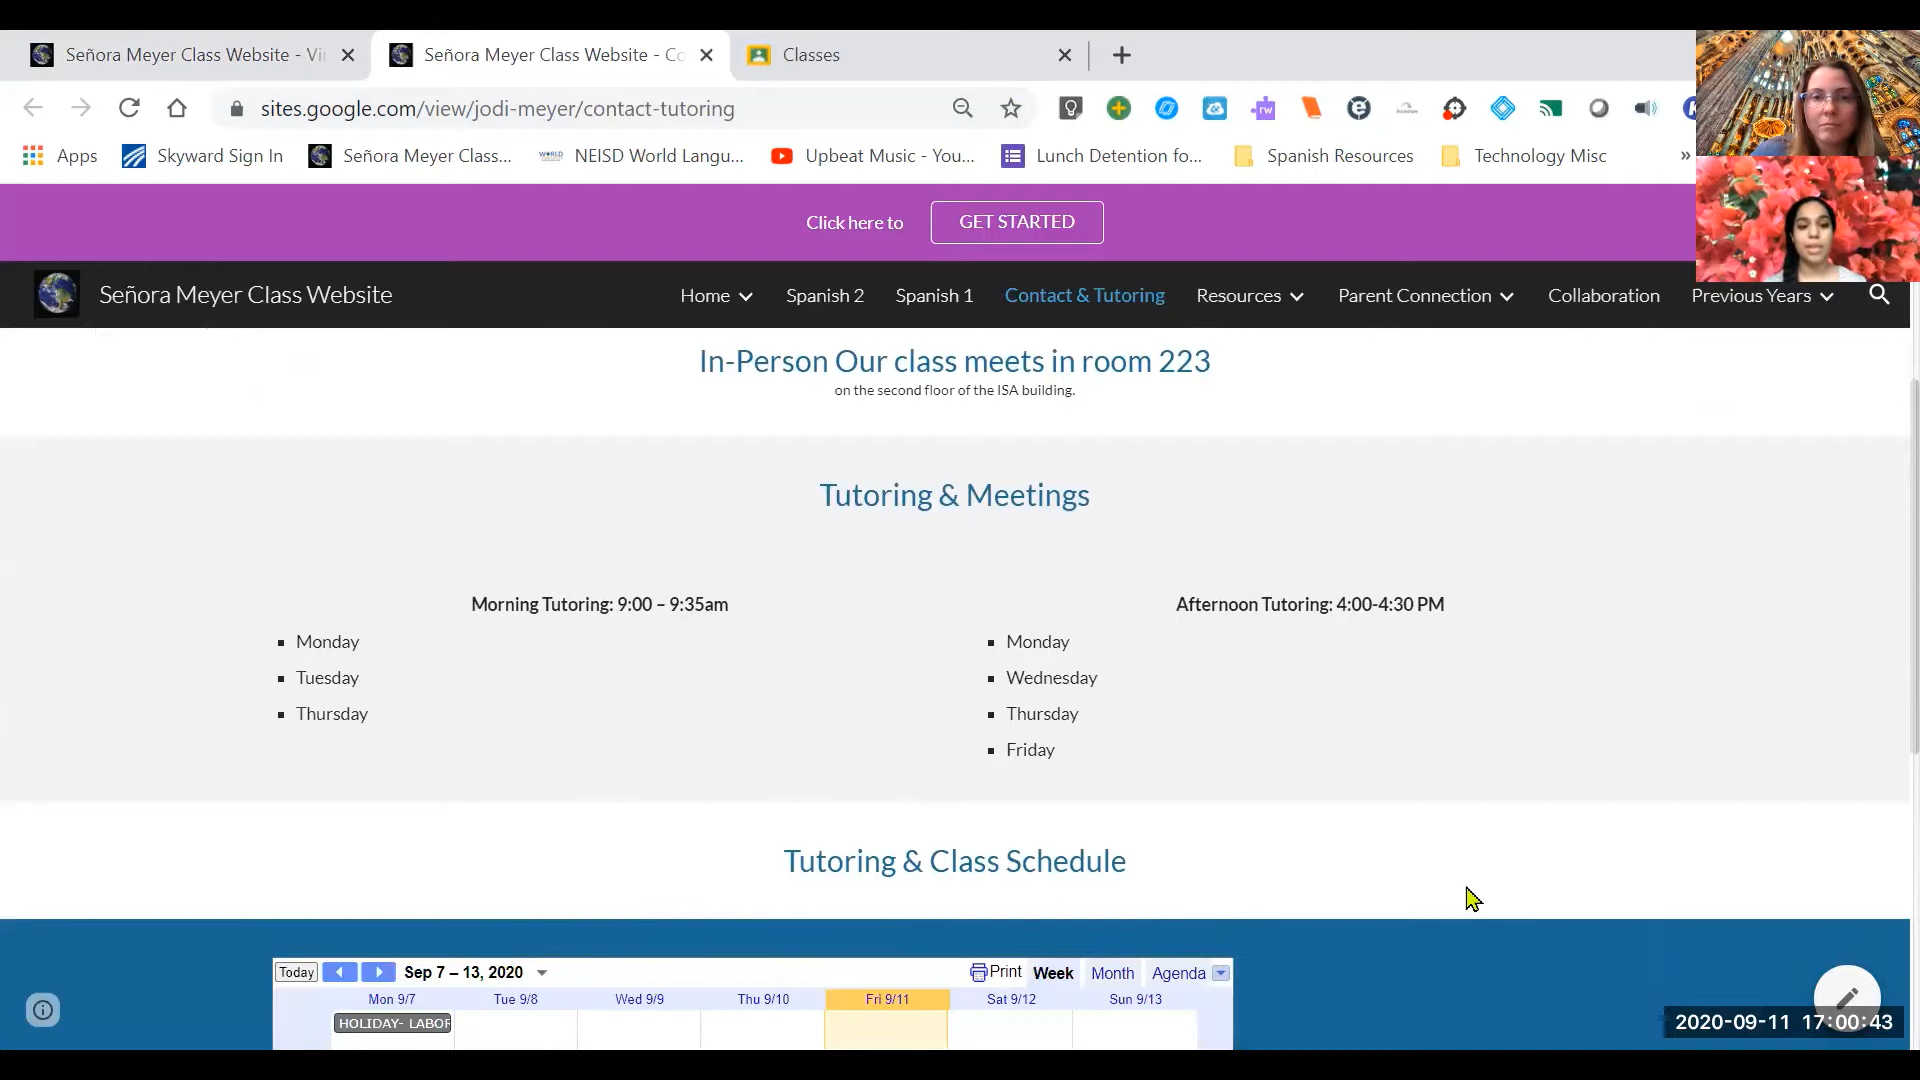 Señora Meyer Class Website - Vi
Señora Meyer Class Website - Co
Classes
sites.google.com/view/jodi-meyer/contact-tutoring
Apps
Skyward Sign In
Señora Meyer Class...
WORLD
NEISD World Langu...
Upbeat Music - You...
Lunch Detention fo...
Spanish Resources
Technology Misc
»
Click here to
GET STARTED
Señora Meyer Class Website
Home
Spanish 2
Spanish 1
Contact & Tutoring
Resources
Parent Connection
Collaboration
Previous Years
In-Person Our class meets in room 223
on the second floor of the ISA building.
Tutoring & Meetings
Morning Tutoring: 9:00 – 9:35am
Monday
Tuesday
Thursday
Afternoon Tutoring: 4:00-4:30 PM
Monday
Wednesday
Thursday
Friday
Tutoring & Class Schedule
Today
Sep 7 – 13, 2020
Print
Week
Month
Agenda
Mon 9/7
Tue 9/8
Wed 9/9
Thu 9/10
Fri 9/11
Sat 9/12
Sun 9/13
HOLIDAY- LABOR
2020-09-11 17:00:43